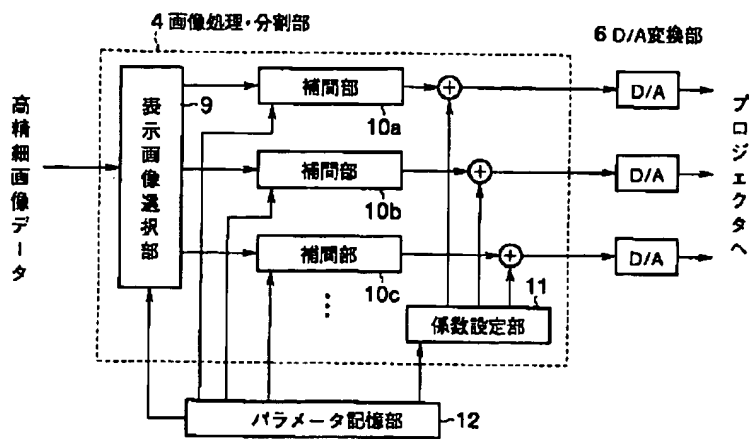 4 画像処理・分割部
6 D/A変換部
高精細画像データ
表示画像選択部
9
補間部
10a
D/A
補間部
10b
D/A
補間部
10c
D/A
プロジェクタへ
⋮
11
係数設定部
パラメータ記憶部
12